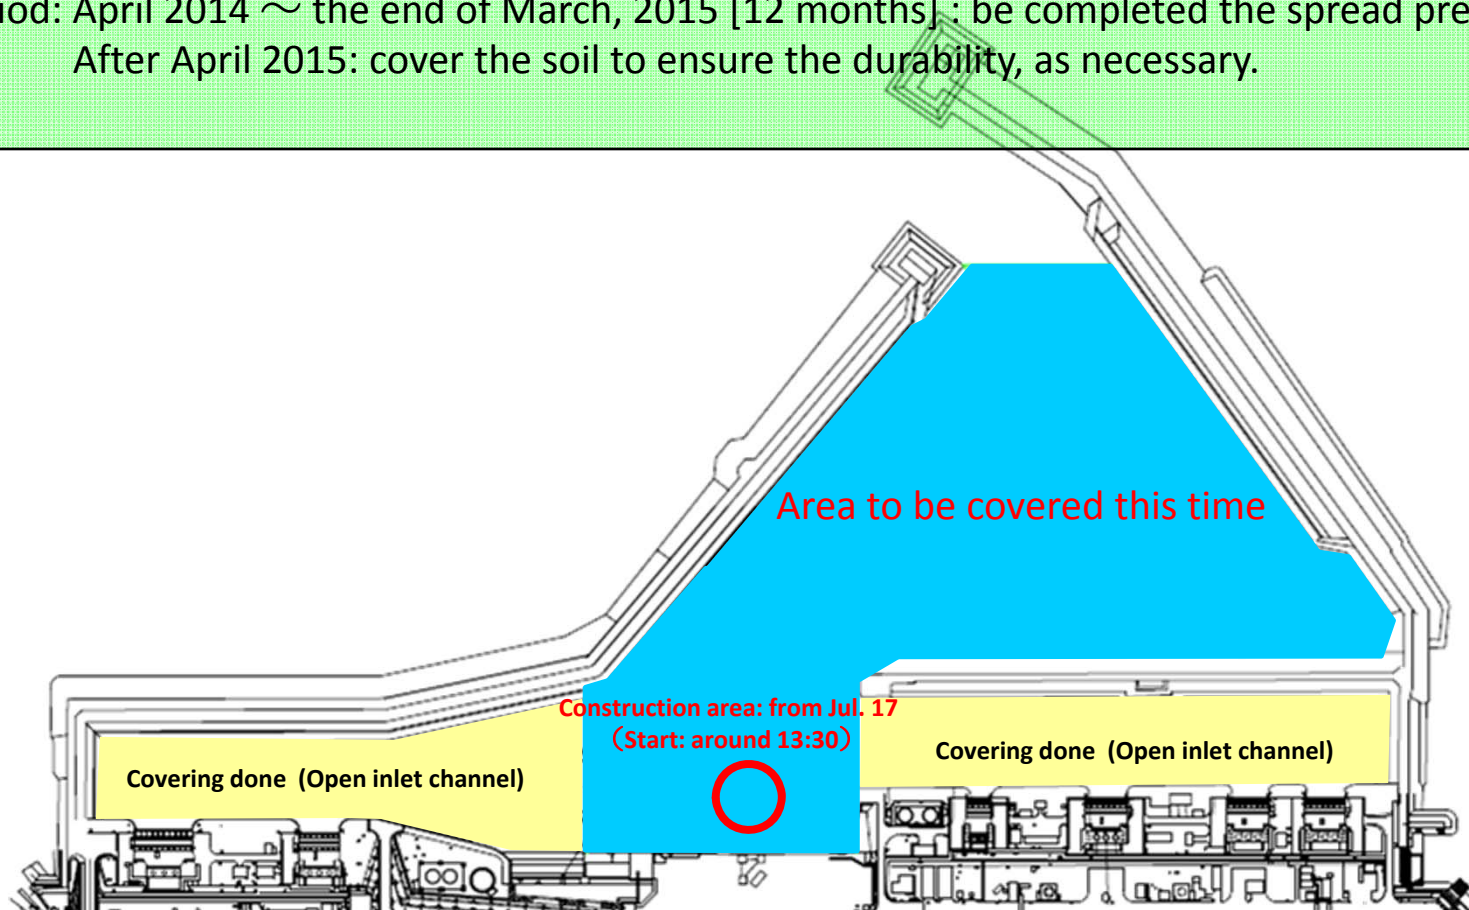 iod: April 2014 ～ the end of March, 2015 [12 months] : be completed the spread pre
After April 2015: cover the soil to ensure the durability, as necessary.
Area to be covered this time
Construction area: from Jul. 17
（Start: around 13:30）
Covering done (Open inlet channel)
Covering done (Open inlet channel)